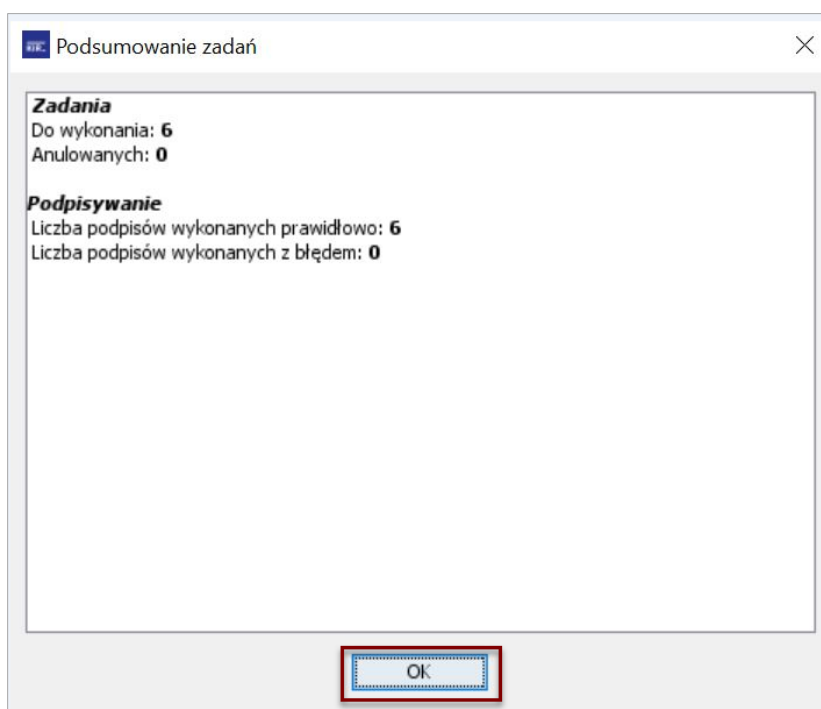 Podsumowanie zadań
Zadania
Do wykonania: 6
Anulowanych: 0
Podpisywanie
Liczba podpisów wykonanych prawidłowo: 6
Liczba podpisów wykonanych z błędem: 0
OK